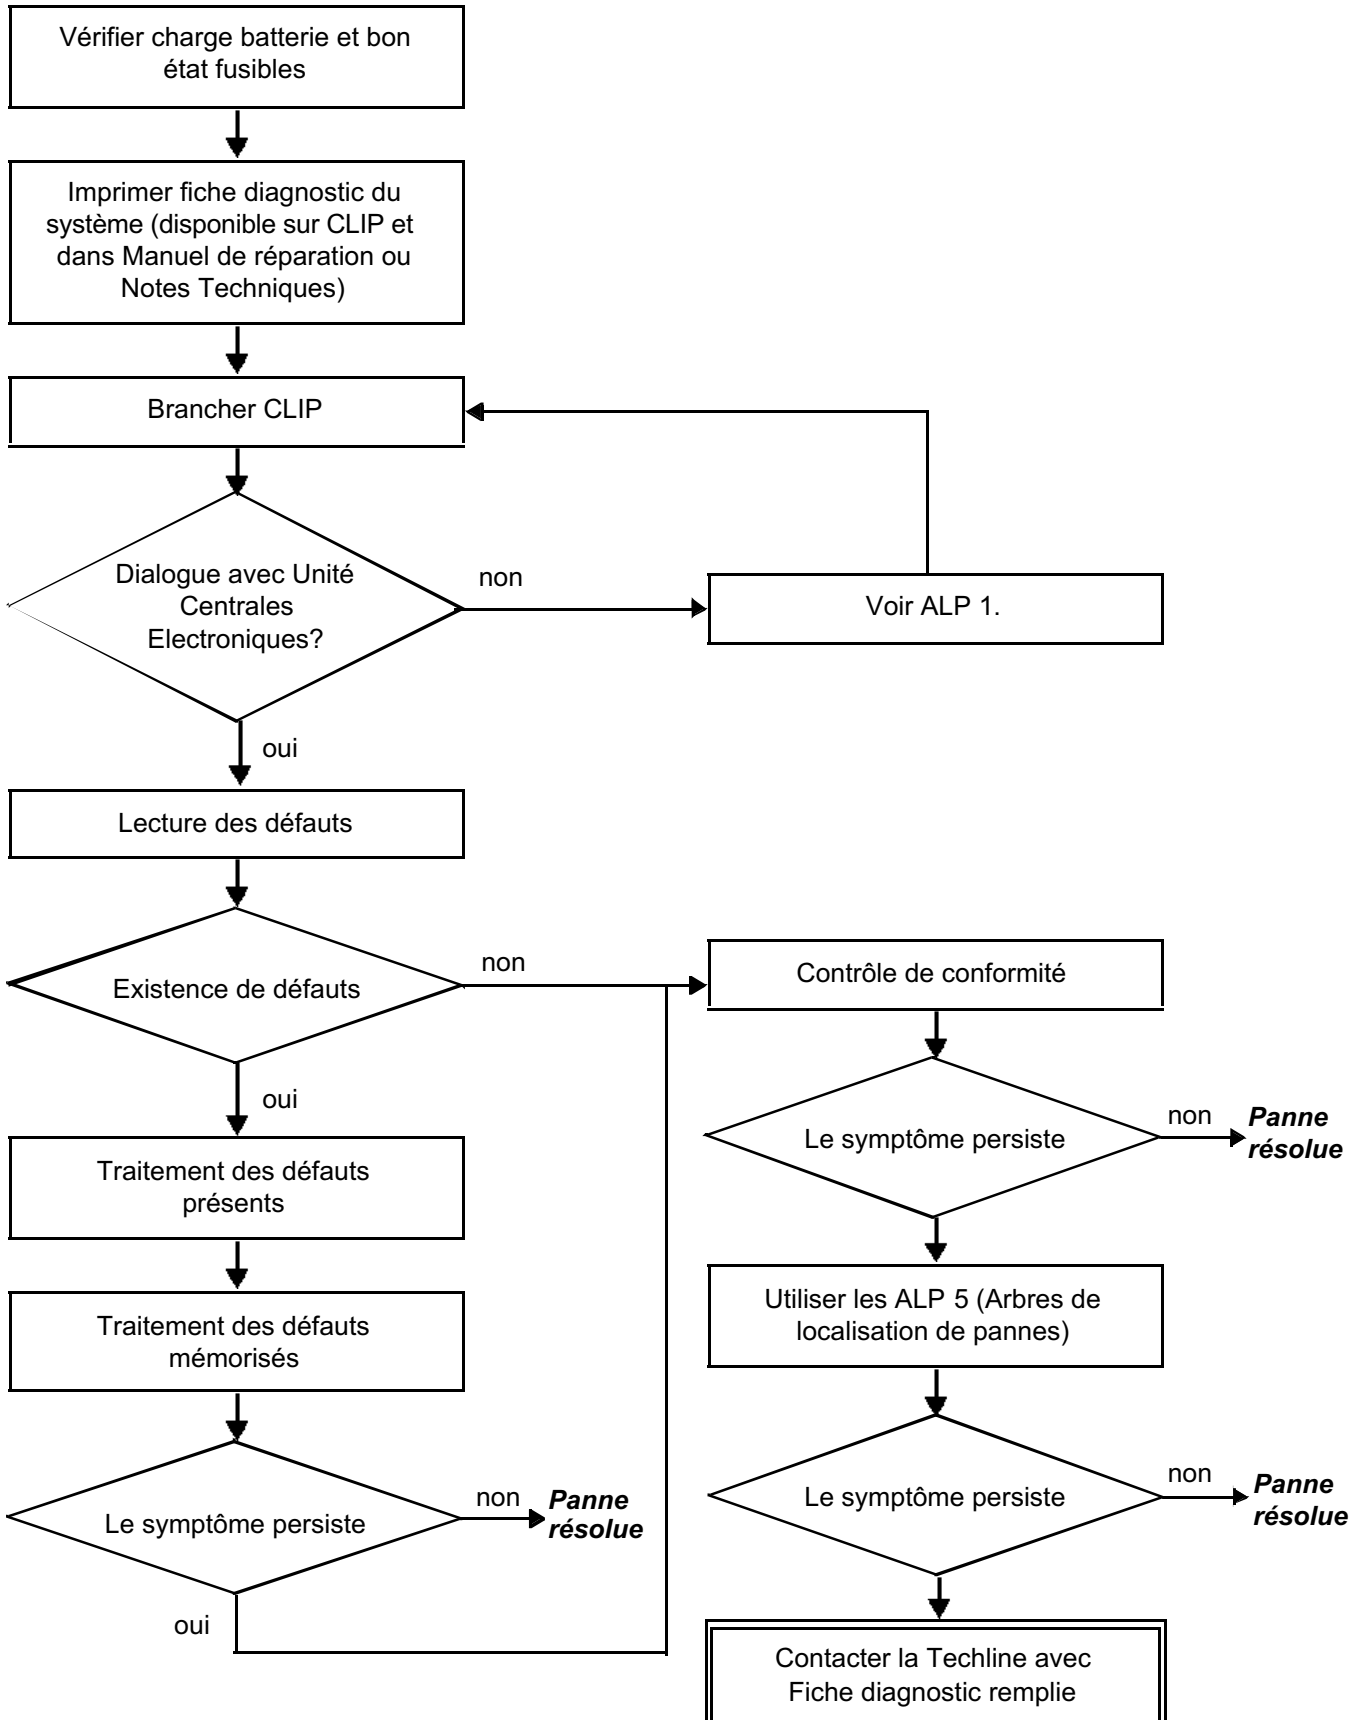 Vérifier charge batterie et bon
état fusibles
Imprimer fiche diagnostic du
système (disponible sur CLIP et
dans Manuel de réparation ou
Notes Techniques)
Brancher CLIP
Dialogue avec Unité
Centrales
Electroniques?
non
Voir ALP 1.
oui
Lecture des défauts
Existence de défauts
non
Contrôle de conformité
oui
Le symptôme persiste
non
Panne
résolue
Traitement des défauts
présents
Utiliser les ALP 5 (Arbres de
localisation de pannes)
Traitement des défauts
mémorisés
Le symptôme persiste
non
Panne
résolue
Le symptôme persiste
non
Panne
résolue
oui
Contacter la Techline avec
Fiche diagnostic remplie